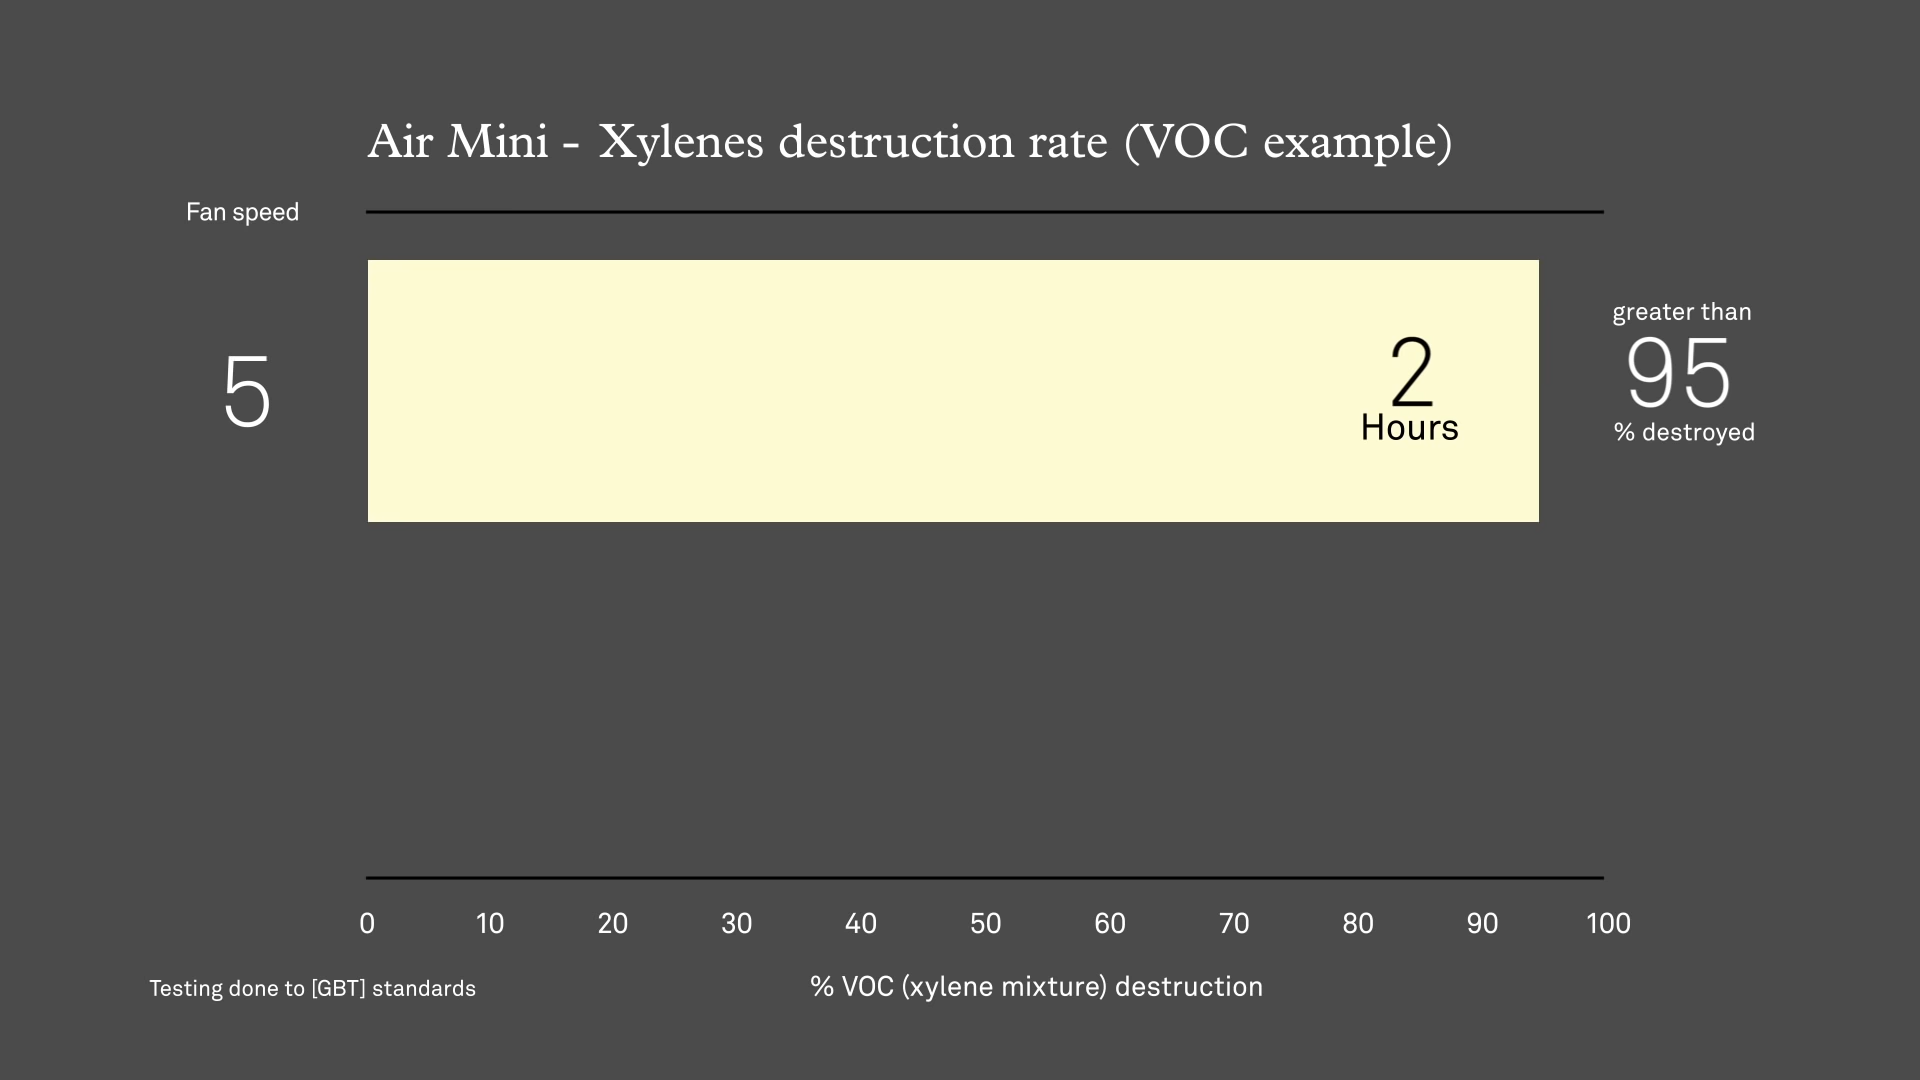 Air Mini - Xylenes destruction rate (VOC example)
Fan speed
5
2
Hours
greater than
95
% destroyed
0 10 20 30 40 50 60 70 80 90 100
% VOC (xylene mixture) destruction
Testing done to [GBT] standards